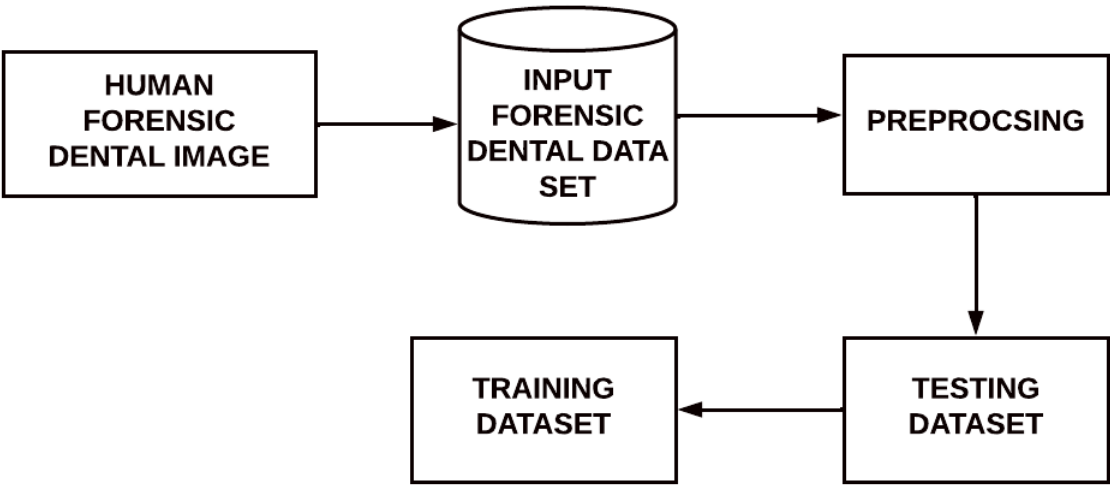 HUMAN
FORENSIC
DENTAL IMAGE
INPUT
FORENSIC
DENTAL DATA
SET
PREPROCSING
TRAINING
DATASET
TESTING
DATASET